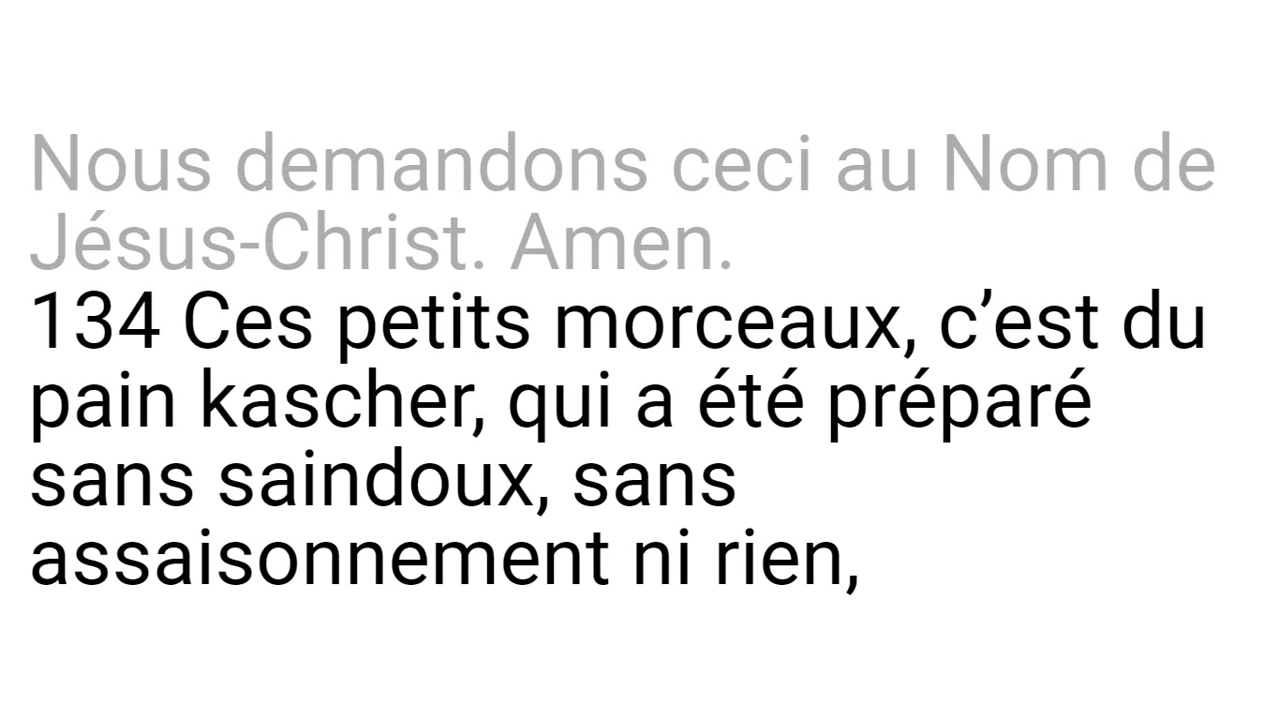 Nous demandons ceci au Nom de
Jésus-Christ. Amen.
134 Ces petits morceaux, c’est du
pain kascher, qui a été préparé
sans saindoux, sans
assaisonnement ni rien,